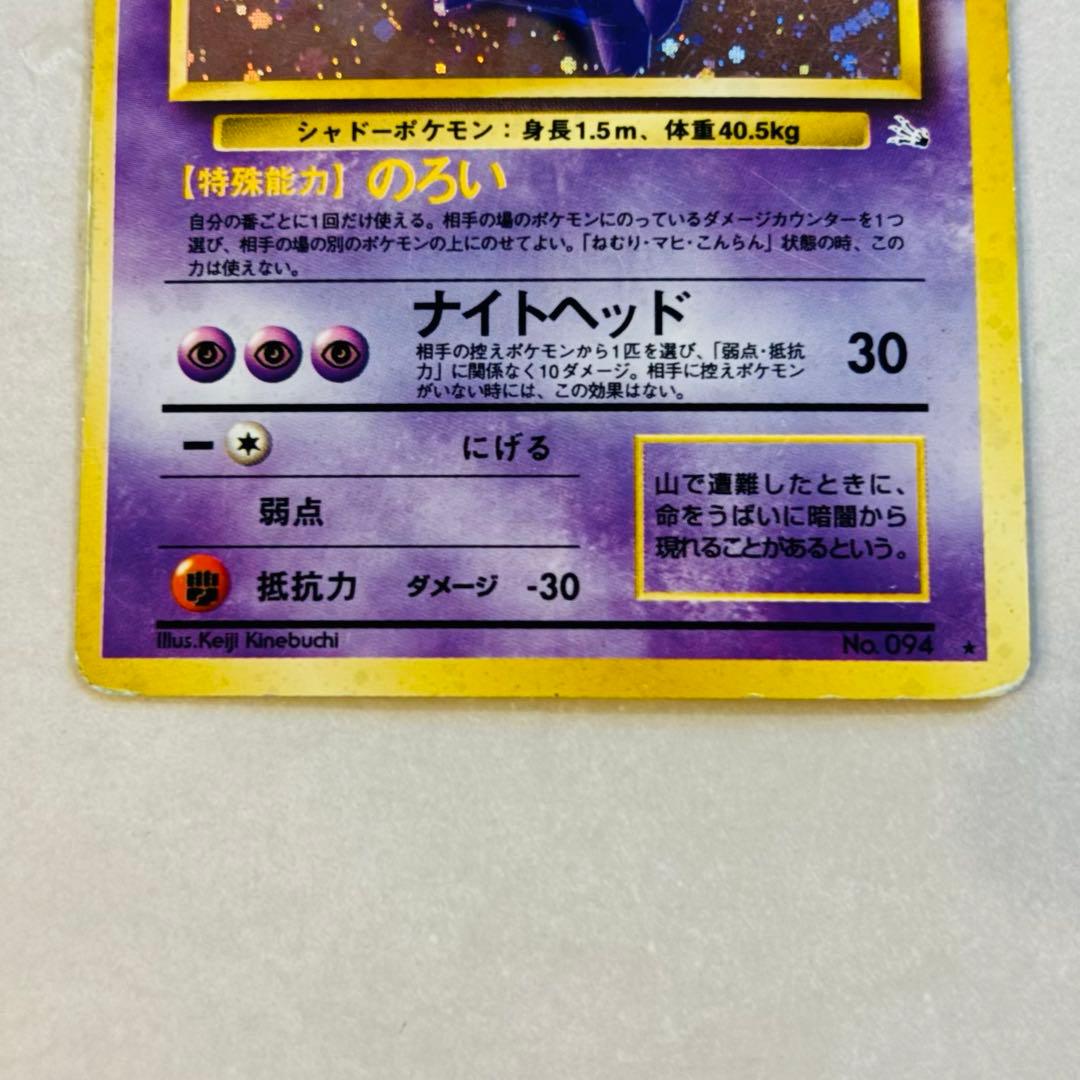 シャドーポケモン：身長1.5m、体重40.5kg
【特殊能力】 のろい
自分の番ごとに1回だけ使える。相手の場のポケモンにのっているダメージカウンターを1つ
選び、相手の場の別のポケモンの上にのせてよい。「ねむり・マヒ・こんらん」状態の時、この
力は使えない。
ナイトヘッド
相手の控えポケモンから1匹を選び、「弱点・抵抗
力」に関係なく10ダメージ。相手に控えポケモン
がいない時には、この効果はない。
30
ー にげる
弱点
抵抗力 ダメージ -30
山で遭難したときに、
命をうばいに暗闇から
現れることがあるという。
Illus.Keiji Kinebuchi
No. 094 ★